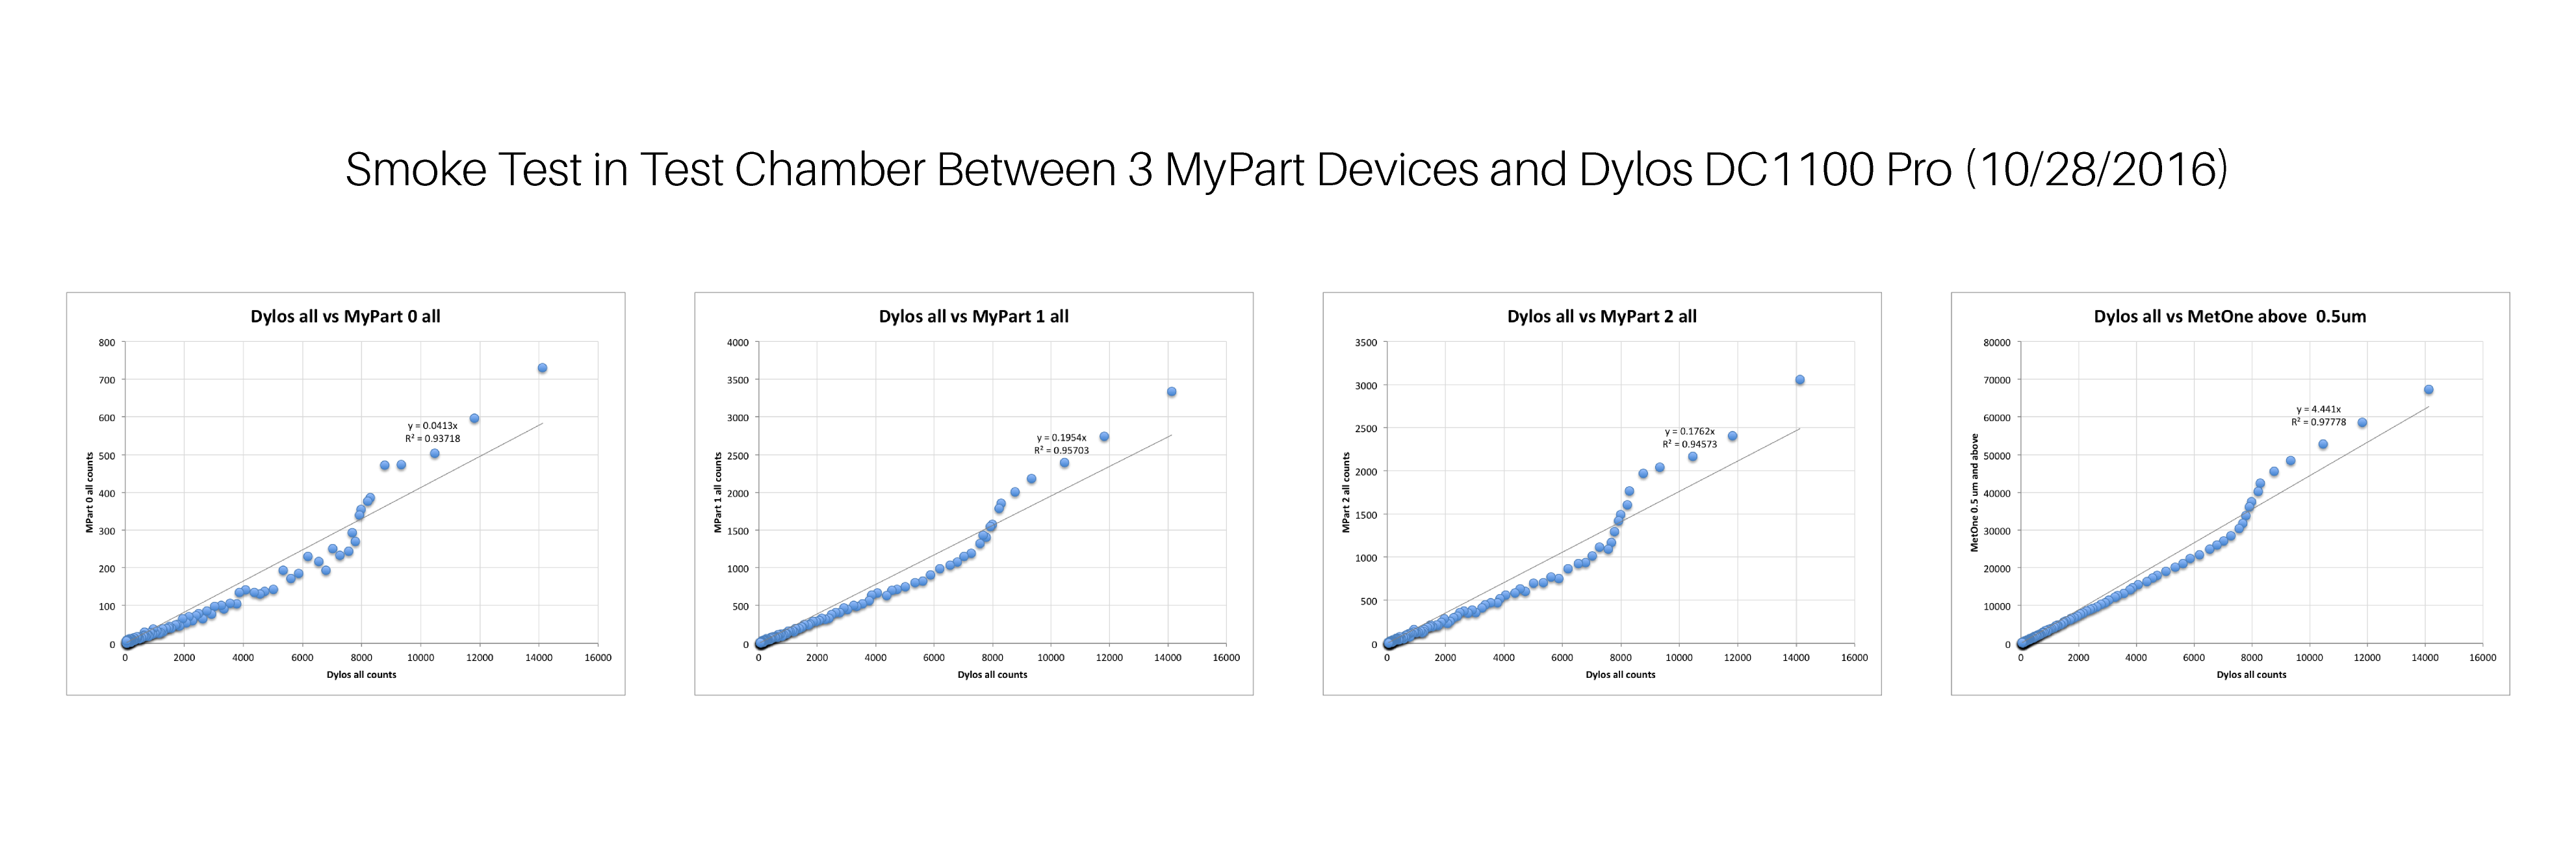 Smoke Test in Test Chamber Between 3 MyPart Devices and Dylos DC1100 Pro (10/28/2016)
Dylos all vs MyPart 0 all
800
700
600
500
400
300
200
100
0
MPart 0 all counts
y = 0.0413x
R² = 0.93718
0 2000 4000 6000 8000 10000 12000 14000 16000
Dylos all counts
Dylos all vs MyPart 1 all
4000
3500
3000
2500
2000
1500
1000
500
0
MPart 1 all counts
y = 0.1954x
R² = 0.95703
0 2000 4000 6000 8000 10000 12000 14000 16000
Dylos all counts
Dylos all vs MyPart 2 all
3500
3000
2500
2000
1500
1000
500
0
MPart 2 all counts
y = 0.1762x
R² = 0.94573
0 2000 4000 6000 8000 10000 12000 14000 16000
Dylos all counts
Dylos all vs MetOne above 0.5um
80000
70000
60000
50000
40000
30000
20000
10000
0
MetOne 0.5 um and above
y = 4.441x
R² = 0.97778
0 2000 4000 6000 8000 10000 12000 14000 16000
Dylos all counts